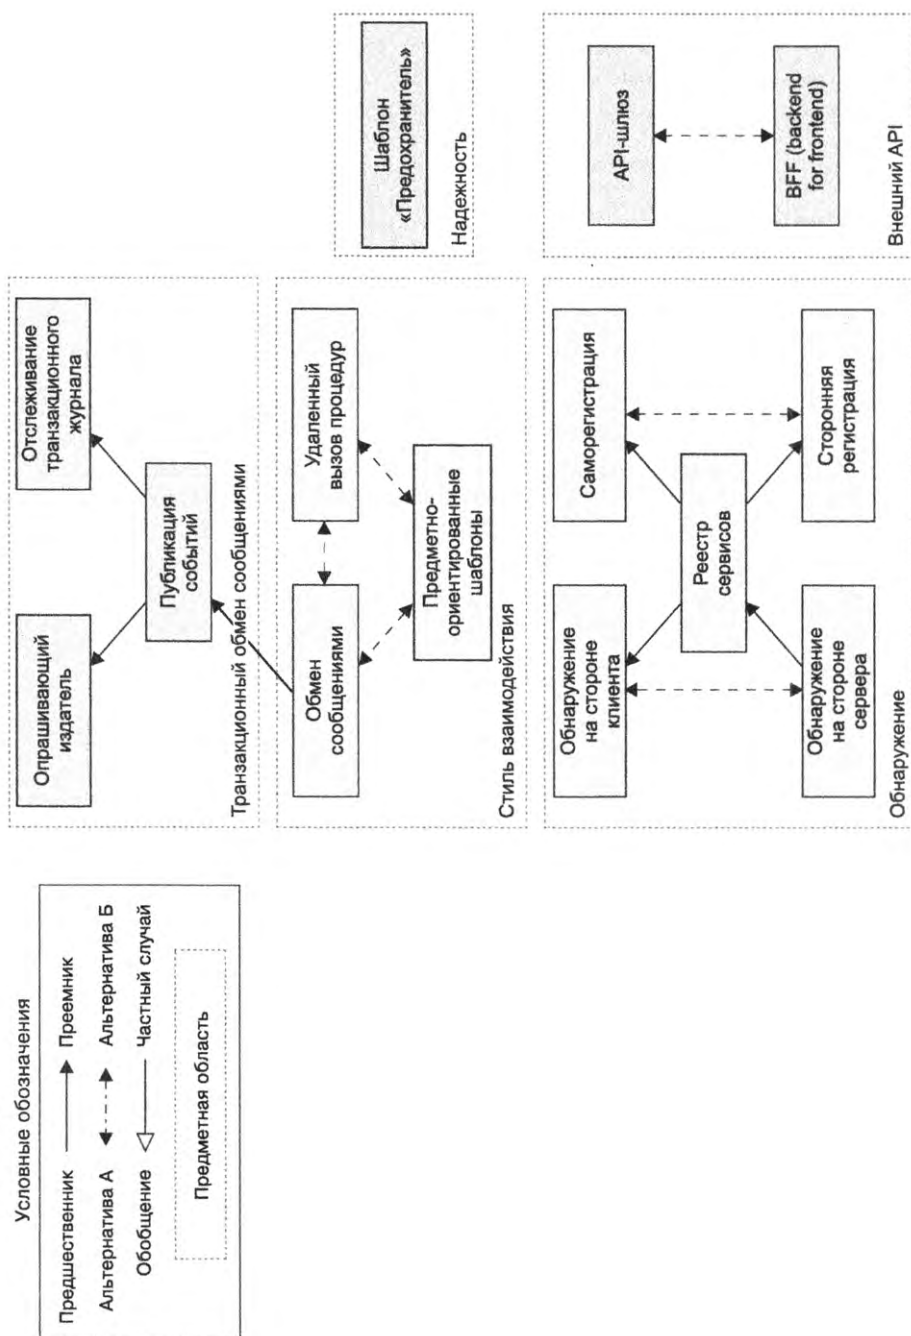 Условные обозначения
Предшественник
Преемник
Альтернатива А
Альтернатива Б
Обобщение
Частный случай
Предметная область
Опрашивающий
издатель
Отслеживание
транзакционного
журнала
Публикация
событий
Транзакционный обмен сообщениями
Обмен
сообщениями
Удаленный
вызов процедур
Предметно-
ориентированные
шаблоны
Стиль взаимодействия
Шаблон
«Предохранитель»
Надежность
Обнаружение
на стороне
клиента
Саморегистрация
Реестр
сервисов
Обнаружение
на стороне
сервера
Сторонняя
регистрация
Обнаружение
API-шлюз
BFF (backend
for frontend)
Внешний API